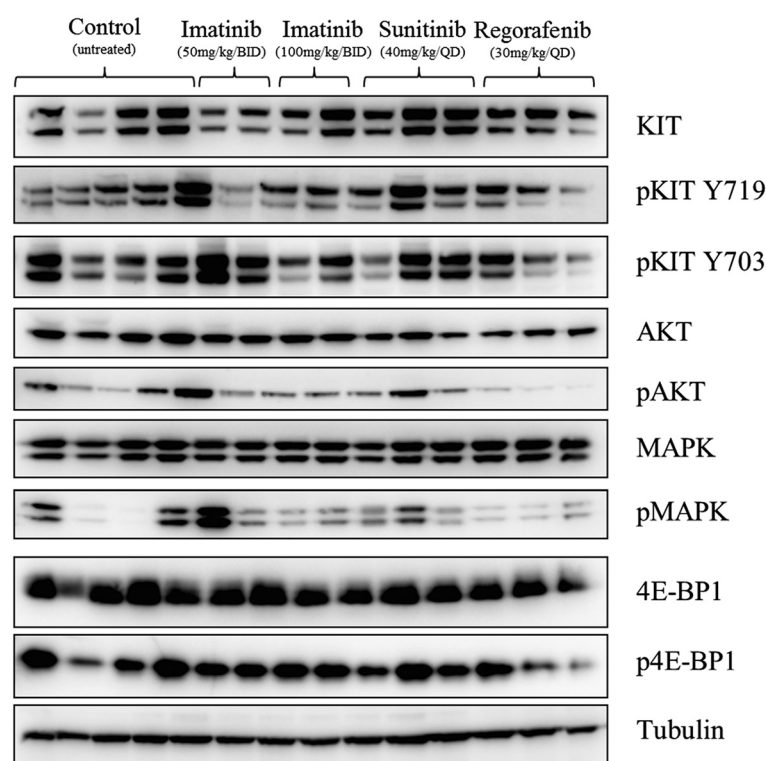 Control
(untreated)
Imatinib
(50mg/kg/BID)
Imatinib
(100mg/kg/BID)
Sunitinib
(40mg/kg/QD)
Regorafenib
(30mg/kg/QD)
KIT
pKIT Y719
pKIT Y703
AKT
pAKT
MAPK
pMAPK
4E-BP1
p4E-BP1
Tubulin